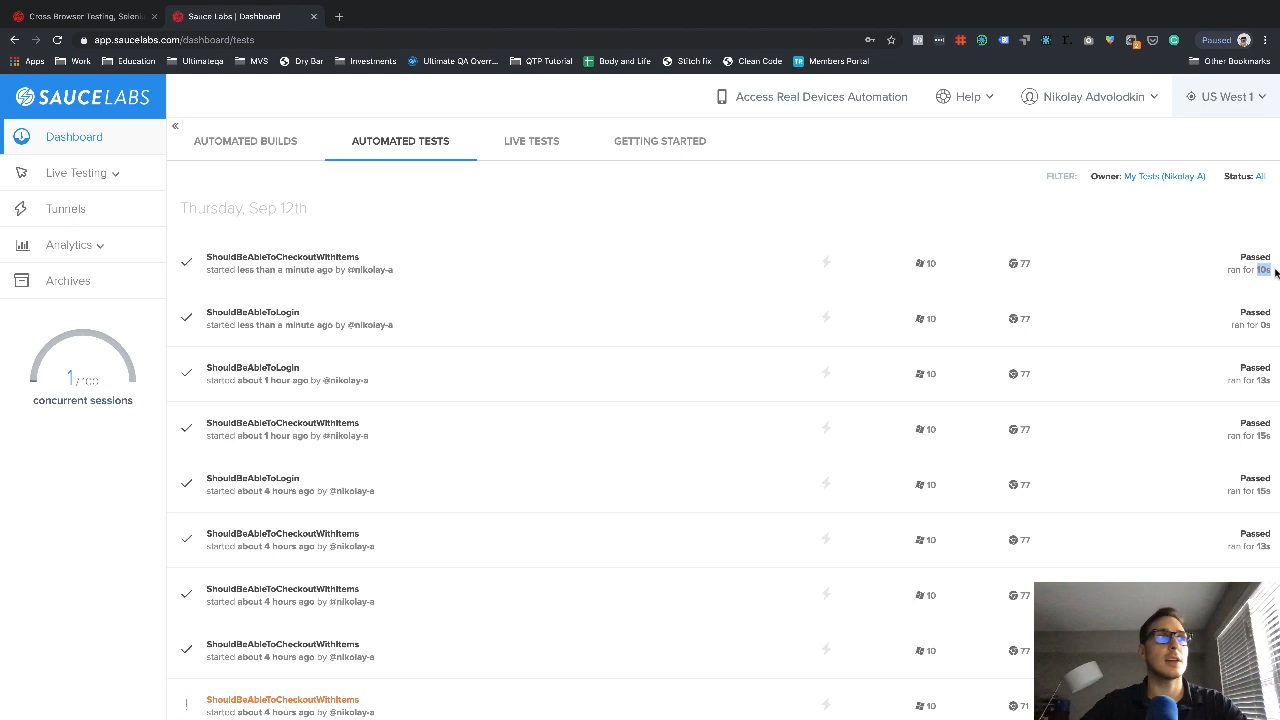 Cross Browser Testing, Seleniu
Sauce Labs | Dashboard
app.saucelabs.com/dashboard/tests
Paused
Apps
Work
Education
Ultimateqa
MVS
Dry Bar
Investments
Ultimate QA Overr...
QTP Tutorial
Body and Life
Stitch fix
Clean Code
Members Portal
Other Bookmarks
SAUCELABS
Access Real Devices Automation
Help
Nikolay Advolodkin
US West 1
Dashboard
Live Testing
Tunnels
Analytics
Archives
1 / 100
concurrent sessions
AUTOMATED BUILDS
AUTOMATED TESTS
LIVE TESTS
GETTING STARTED
FILTER: Owner: My Tests (Nikolay-A) Status: All
Thursday, Sep 12th
ShouldBeAbleToCheckoutWithItems
started less than a minute ago by @nikolay-a
10
77
Passed
ran for 10s
ShouldBeAbleToLogin
started less than a minute ago by @nikolay-a
10
77
Passed
ran for 0s
ShouldBeAbleToLogin
started about 1 hour ago by @nikolay-a
10
77
Passed
ran for 13s
ShouldBeAbleToCheckoutWithItems
started about 1 hour ago by @nikolay-a
10
77
Passed
ran for 15s
ShouldBeAbleToLogin
started about 4 hours ago by @nikolay-a
10
77
Passed
ran for 15s
ShouldBeAbleToCheckoutWithItems
started about 4 hours ago by @nikolay-a
10
77
Passed
ran for 13s
ShouldBeAbleToCheckoutWithItems
started about 4 hours ago by @nikolay-a
10
77
ShouldBeAbleToCheckoutWithItems
started about 4 hours ago by @nikolay-a
10
77
ShouldBeAbleToCheckoutWithItems
started about 4 hours ago by @nikolay-a
10
71